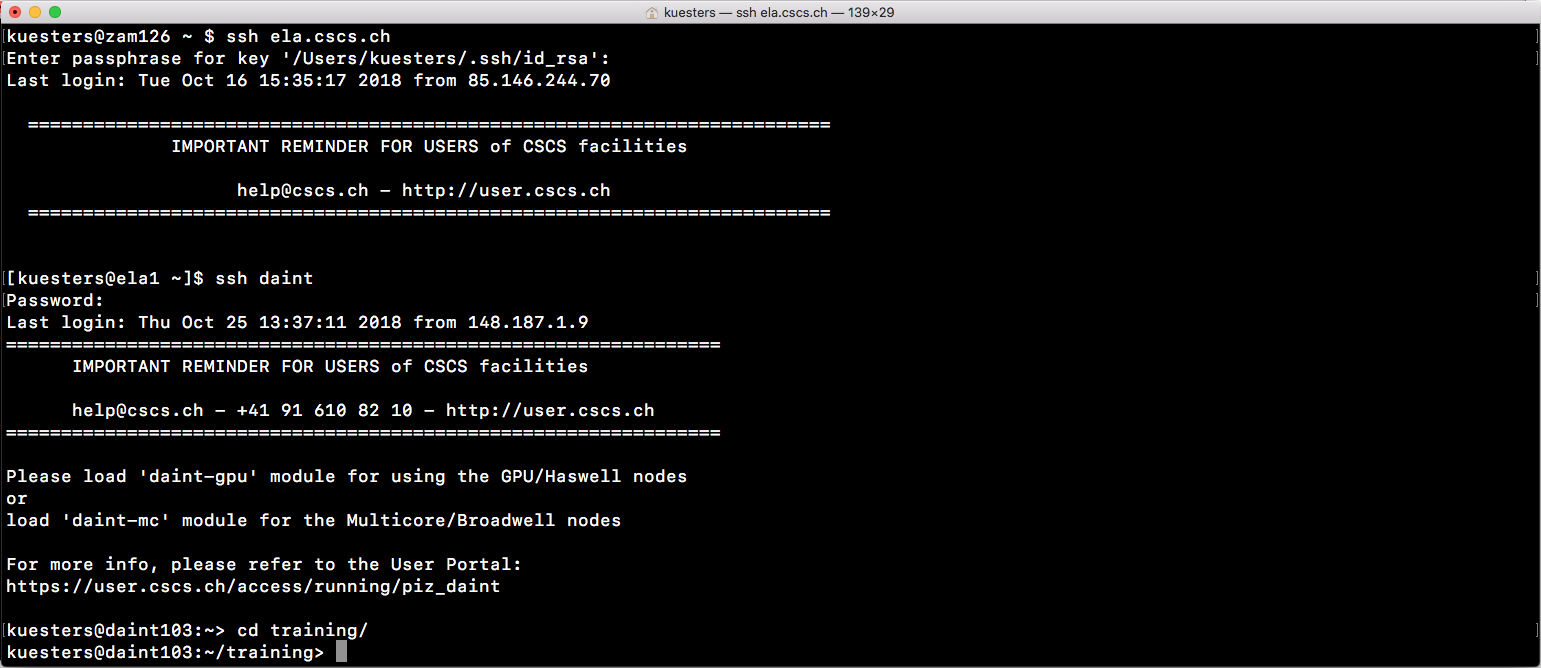 kuesters — ssh ela.cscs.ch — 139×29
[kuesters@zam126 ~ $ ssh ela.cscs.ch ]
[Enter passphrase for key '/Users/kuesters/.ssh/id_rsa': ]
Last login: Tue Oct 16 15:35:17 2018 from 85.146.244.70
=========================================================================
IMPORTANT REMINDER FOR USERS of CSCS facilities
help@cscs.ch – http://user.cscs.ch
=========================================================================
[[kuesters@ela1 ~]$ ssh daint ]
[Password: ]
Last login: Thu Oct 25 13:37:11 2018 from 148.187.1.9
=================================================================
IMPORTANT REMINDER FOR USERS of CSCS facilities
help@cscs.ch – +41 91 610 82 10 – http://user.cscs.ch
=================================================================
Please load 'daint-gpu' module for using the GPU/Haswell nodes
or
load 'daint-mc' module for the Multicore/Broadwell nodes
For more info, please refer to the User Portal:
https://user.cscs.ch/access/running/piz_daint
[kuesters@daint103:~> cd training/ ]
kuesters@daint103:~/training>